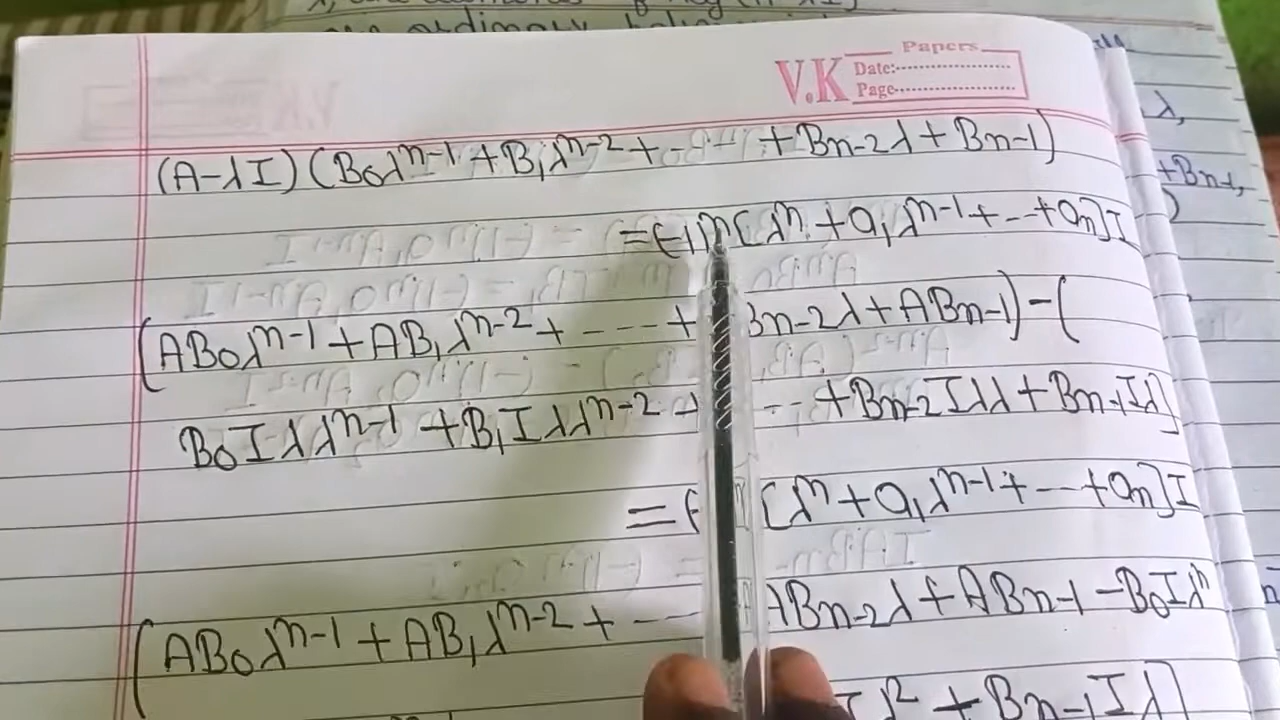 V.K Papers
Date:
Page
(A-λI) (B₀λⁿ⁻¹ + B₁λⁿ⁻² + - - - + Bn-2λ + Bn-1)
= (-1)ⁿ[λⁿ + a₁λⁿ⁻¹ + --- + an] I
(AB₀λⁿ⁻¹ + AB₁λⁿ⁻² + - - - - + Bn-2λ + ABn-1) - (
B₀Iλλⁿ⁻¹ + B₁Iλλⁿ⁻² + -- + Bn-2Iλλ + Bn-1Iλ]
= [λⁿ + a₁λⁿ⁻¹ + --- + an] I
(AB₀λⁿ⁻¹ + AB₁λⁿ⁻² + - - - ABn-2λ + ABn-1 - B₀Iλⁿ
Iλ² + Bn-1Iλ]